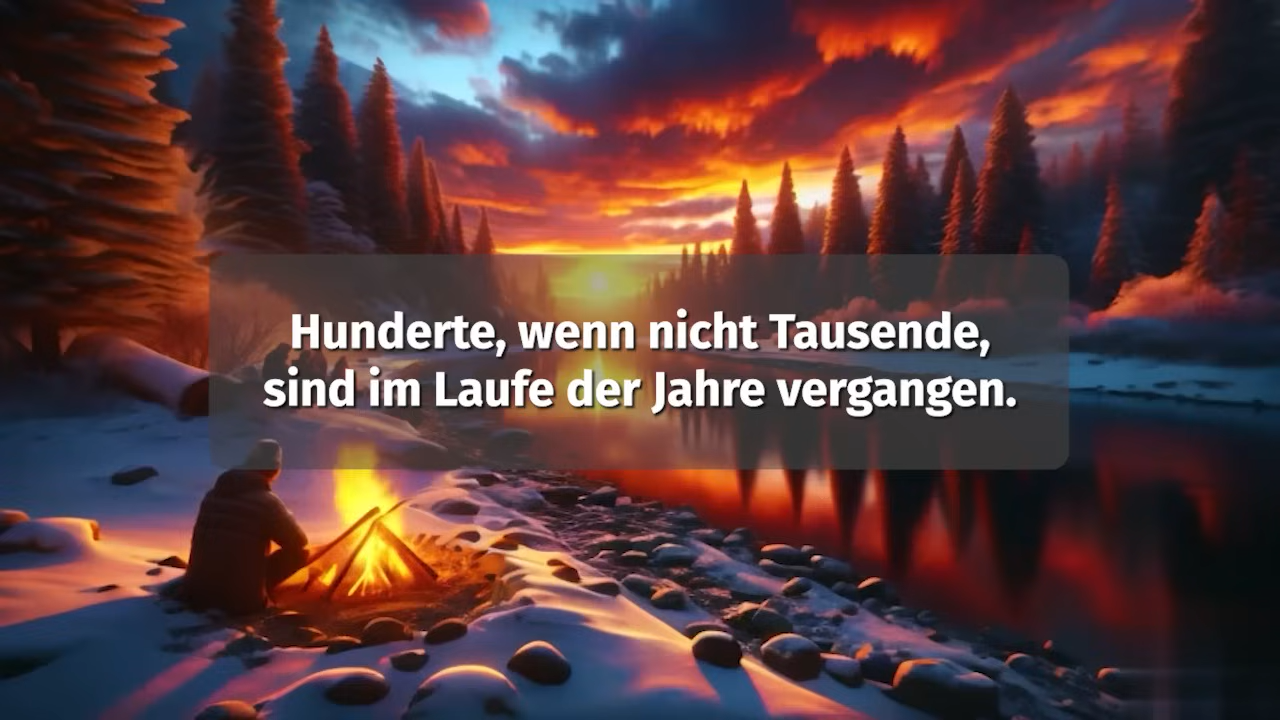 Hunderte, wenn nicht Tausende,
sind im Laufe der Jahre vergangen.